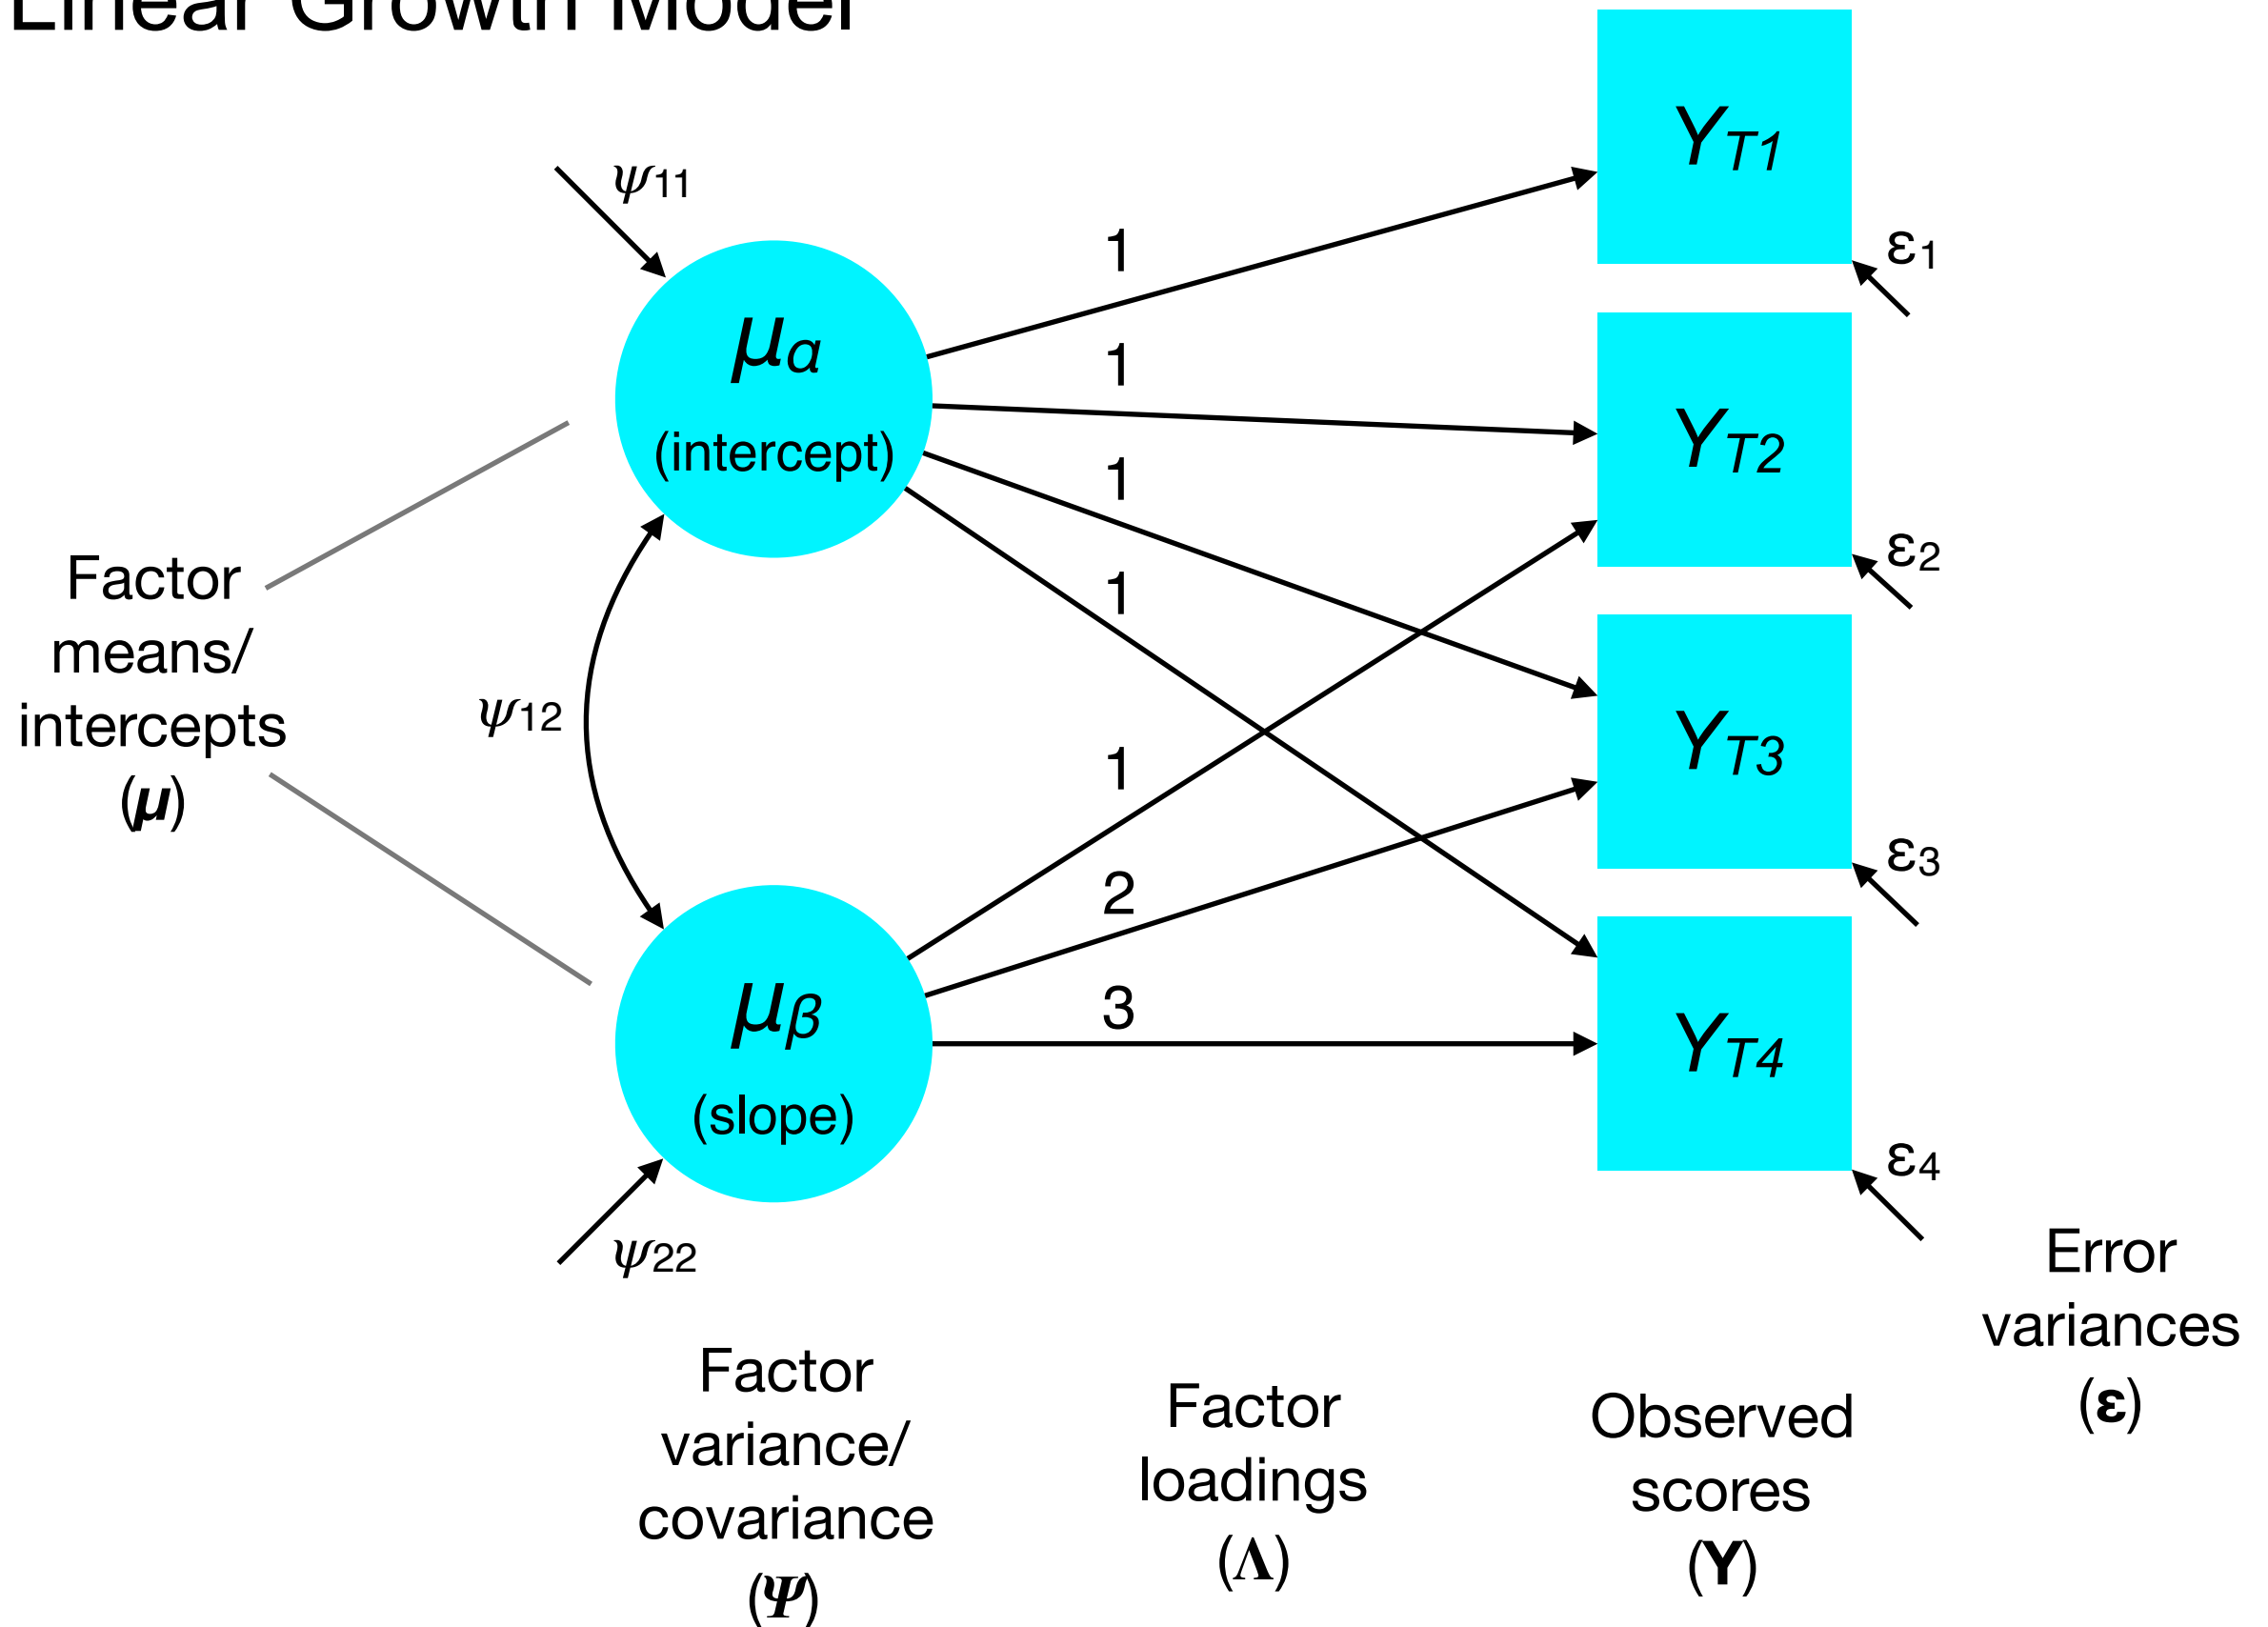 Linear Growth Model
ψ11
μα
(intercept)
1
1
1
1
1
2
3
YT1
ε1
YT2
ε2
YT3
ε3
YT4
ε4
Factor
means/
intercepts
(μ)
ψ12
μβ
(slope)
ψ22
Factor
variance/
covariance
(Ψ)
Factor
loadings
(Λ)
Observed
scores
(Y)
Error
variances
(ε)